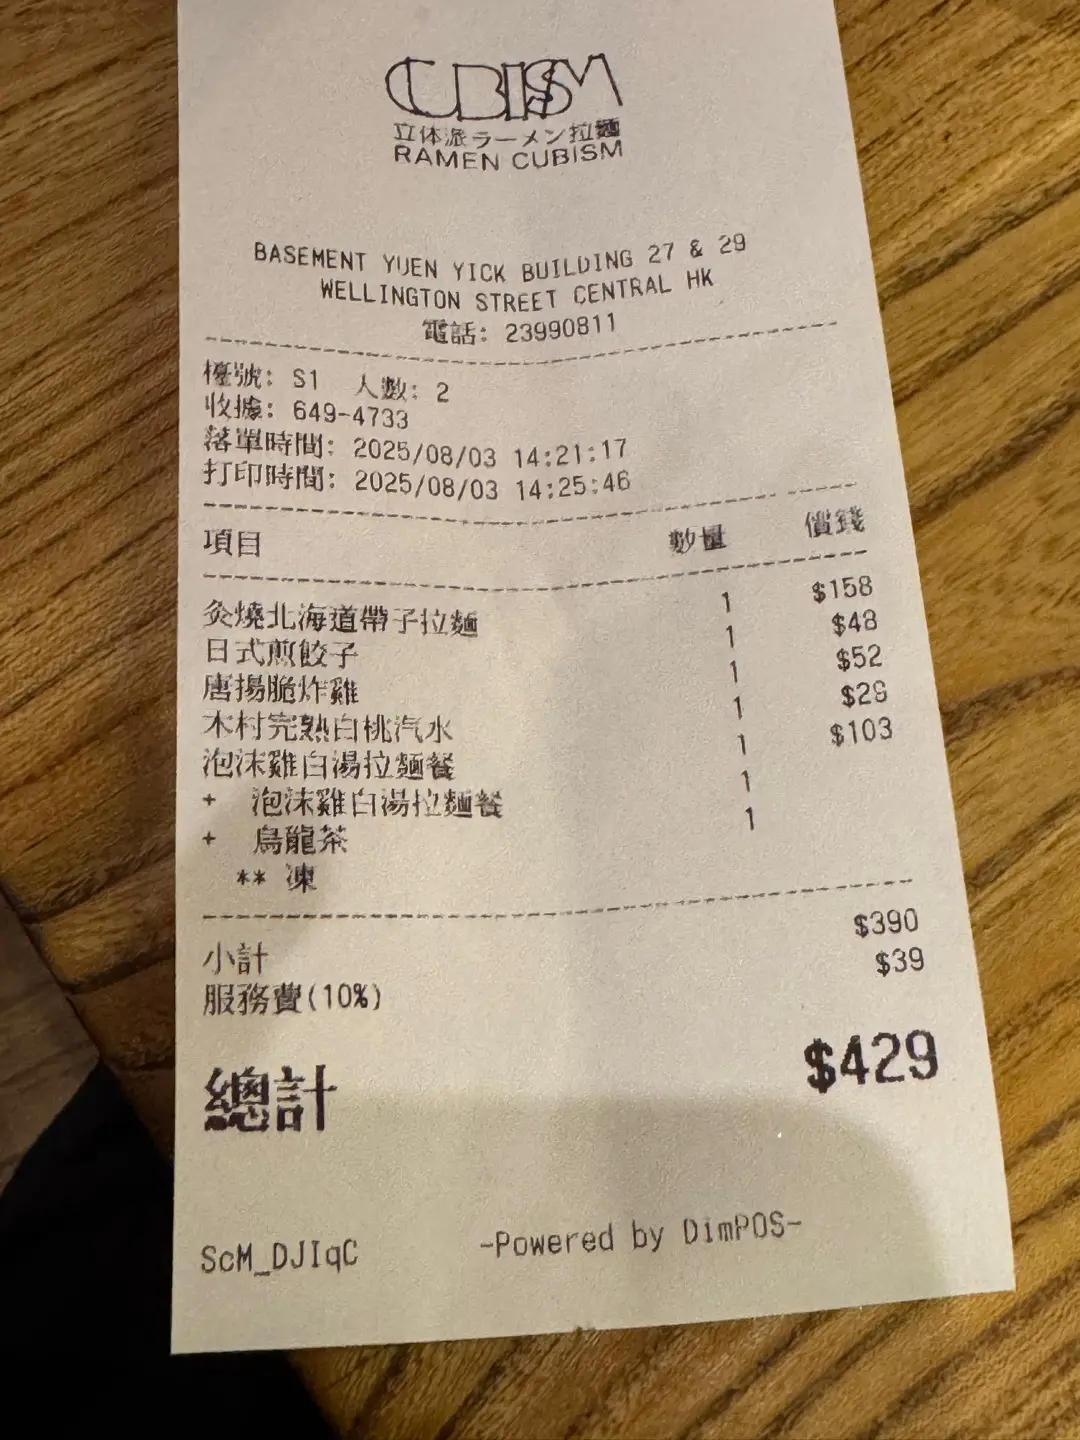 CUBISM
立体派ラーメン拉麵
RAMEN CUBISM
BASEMENT YUEN YICK BUILDING 27 & 29
WELLINGTON STREET CENTRAL HK
電話: 23990811
檯號: S1 人數: 2
收據: 649-4733
落單時間: 2025/08/03 14:21:17
打印時間: 2025/08/03 14:25:46
項目 數量 價錢
灸燒北海道帶子拉麵 1 $158
日式煎餃子 1 $48
唐揚脆炸雞 1 $52
木村完熟白桃汽水 1 $29
泡沫雞白湯拉麵餐 1 $103
+ 泡沫雞白湯拉麵餐 1
+ 烏龍茶 1
** 凍
小計 $390
服務費(10%) $39
總計 $429
ScM_DJIqC -Powered by DimPOS-